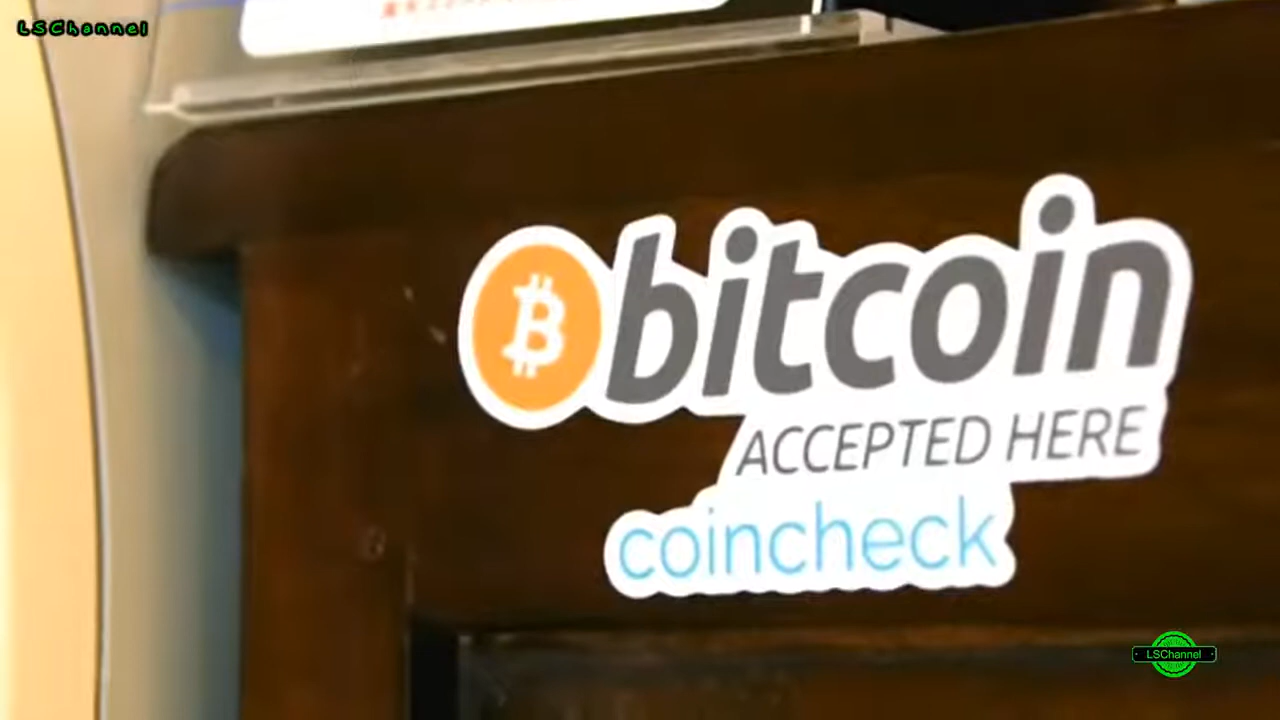 LSChannel
bitcoin
ACCEPTED HERE
coincheck
LSChannel